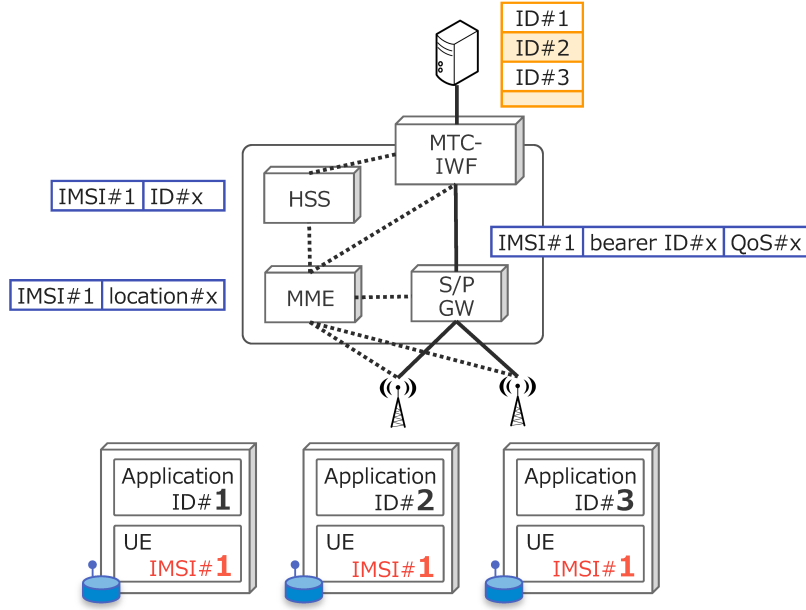 ID#1
ID#2
ID#3
MTC-
IWF
HSS
IMSI#1 ID#x
IMSI#1 bearer ID#x QoS#x
MME
S/P
GW
IMSI#1 location#x
Application
ID#1
UE
IMSI#1
Application
ID#2
UE
IMSI#1
Application
ID#3
UE
IMSI#1